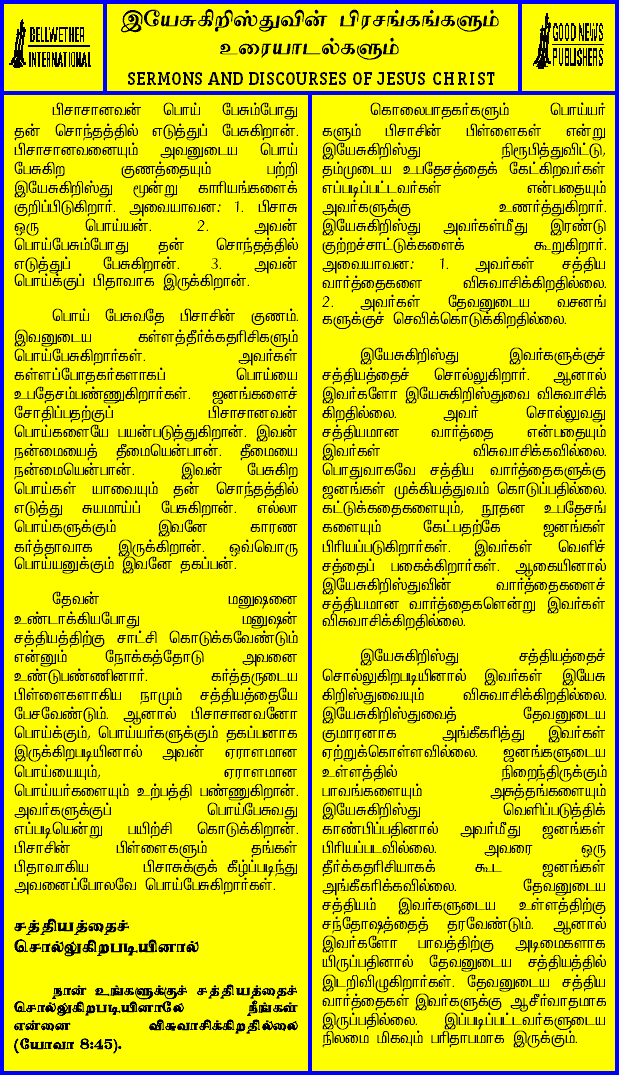 BELLWETHER
INTERNATIONAL
இயேசுகிறிஸ்துவின் பிரசங்கங்களும்
உரையாடல்களும்
SERMONS AND DISCOURSES OF JESUS CHRIST
GOOD NEWS
PUBLISHERS
பிசாசானவன் பொய் பேசும்போது
தன் சொந்தத்தில் எடுத்துப் பேசுகிறான்.
பிசாசானவனையும் அவனுடைய பொய்
பேசுகிற குணத்தையும் பற்றி
இயேசுகிறிஸ்து மூன்று காரியங்களைக்
குறிப்பிடுகிறார். அவையாவன: 1. பிசாசு
ஒரு பொய்யன். 2. அவன்
பொய்பேசும்போது தன் சொந்தத்தில்
எடுத்துப் பேசுகிறான். 3. அவன்
பொய்க்குப் பிதாவாக இருக்கிறான்.
பொய் பேசுவதே பிசாசின் குணம்.
இவனுடைய கள்ளத்தீர்க்கதரிசிகளும்
பொய்பேசுகிறார்கள். அவர்கள்
கள்ளப்போதகர்களாகப் பொய்யை
உபதேசம்பண்ணுகிறார்கள். ஜனங்களைச்
சோதிப்பதற்குப் பிசாசானவன்
பொய்களையே பயன்படுத்துகிறான். இவன்
நன்மையைத் தீமையென்பான். தீமையை
நன்மையென்பான். இவன் பேசுகிற
பொய்கள் யாவையும் தன் சொந்தத்தில்
எடுத்து சுயமாய்ப் பேசுகிறான். எல்லா
பொய்களுக்கும் இவனே காரண
கர்த்தாவாக இருக்கிறான். ஒவ்வொரு
பொய்யனுக்கும் இவனே தகப்பன்.
தேவன் மனுஷனை
உண்டாக்கியபோது மனுஷன்
சத்தியத்திற்கு சாட்சி கொடுக்கவேண்டும்
என்னும் நோக்கத்தோடு அவனை
உண்டுபண்ணினார். கர்த்தருடைய
பிள்ளைகளாகிய நாமும் சத்தியத்தையே
பேசவேண்டும். ஆனால் பிசாசானவனோ
பொய்க்கும், பொய்யர்களுக்கும் தகப்பனாக
இருக்கிறபடியினால் அவன் ஏராளமான
பொய்யையும், ஏராளமான
பொய்யர்களையும் உற்பத்தி பண்ணுகிறான்.
அவர்களுக்குப் பொய்பேசுவது
எப்படியென்று பயிற்சி கொடுக்கிறான்.
பிசாசின் பிள்ளைகளும் தங்கள்
பிதாவாகிய பிசாசுக்குக் கீழ்ப்படிந்து
அவனைப்போலவே பொய்பேசுகிறார்கள்.
சத்தியத்தைச்
சொல்லுகிறபடியினால்
நான் உங்களுக்குச் சத்தியத்தைச்
சொல்லுகிறபடியினாலே நீங்கள்
என்னை விசுவாசிக்கிறதில்லை
(யோவா 8:45).
கொலைபாதகர்களும் பொய்யர்
களும் பிசாசின் பிள்ளைகள் என்று
இயேசுகிறிஸ்து நிரூபித்துவிட்டு,
தம்முடைய உபதேசத்தைக் கேட்கிறவர்கள்
எப்படிப்பட்டவர்கள் என்பதையும்
அவர்களுக்கு உணர்த்துகிறார்.
இயேசுகிறிஸ்து அவர்கள்மீது இரண்டு
குற்றச்சாட்டுக்களைக் கூறுகிறார்.
அவையாவன: 1. அவர்கள் சத்திய
வார்த்தைகளை விசுவாசிக்கிறதில்லை.
2. அவர்கள் தேவனுடைய வசனங்
களுக்குச் செவிக்கொடுக்கிறதில்லை.
இயேசுகிறிஸ்து இவர்களுக்குச்
சத்தியத்தைச் சொல்லுகிறார். ஆனால்
இவர்களோ இயேசுகிறிஸ்துவை விசுவாசிக்
கிறதில்லை. அவர் சொல்லுவது
சத்தியமான வார்த்தை என்பதையும்
இவர்கள் விசுவாசிக்கவில்லை.
பொதுவாகவே சத்திய வார்த்தைகளுக்கு
ஜனங்கள் முக்கியத்துவம் கொடுப்பதில்லை.
கட்டுக்கதைகளையும், நூதன உபதேசங்
களையும் கேட்பதற்கே ஜனங்கள்
பிரியப்படுகிறார்கள். இவர்கள் வெளிச்
சத்தைப் பகைக்கிறார்கள். ஆகையினால்
இயேசுகிறிஸ்துவின் வார்த்தைகளைச்
சத்தியமான வார்த்தைகளென்று இவர்கள்
விசுவாசிக்கிறதில்லை.
இயேசுகிறிஸ்து சத்தியத்தைச்
சொல்லுகிறபடியினால் இவர்கள் இயேசு
கிறிஸ்துவையும் விசுவாசிக்கிறதில்லை.
இயேசுகிறிஸ்துவைத் தேவனுடைய
குமாரனாக அங்கீகரித்து இவர்கள்
ஏற்றுக்கொள்ளவில்லை. ஜனங்களுடைய
உள்ளத்தில் நிறைந்திருக்கும்
பாவங்களையும் அசுத்தங்களையும்
இயேசுகிறிஸ்து வெளிப்படுத்திக்
காண்பிப்பதினால் அவர்மீது ஜனங்கள்
பிரியப்படவில்லை. அவரை ஒரு
தீர்க்கதரிசியாகக் கூட ஜனங்கள்
அங்கீகரிக்கவில்லை. தேவனுடைய
சத்தியம் இவர்களுடைய உள்ளத்திற்கு
சந்தோஷத்தைத் தரவேண்டும். ஆனால்
இவர்களோ பாவத்திற்கு அடிமைகளாக
யிருப்பதினால் தேவனுடைய சத்தியத்தில்
இடறிவிழுகிறார்கள். தேவனுடைய சத்திய
வார்த்தைகள் இவர்களுக்கு ஆசீர்வாதமாக
இருப்பதில்லை. இப்படிப்பட்டவர்களுடைய
நிலமை மிகவும் பரிதாபமாக இருக்கும்.